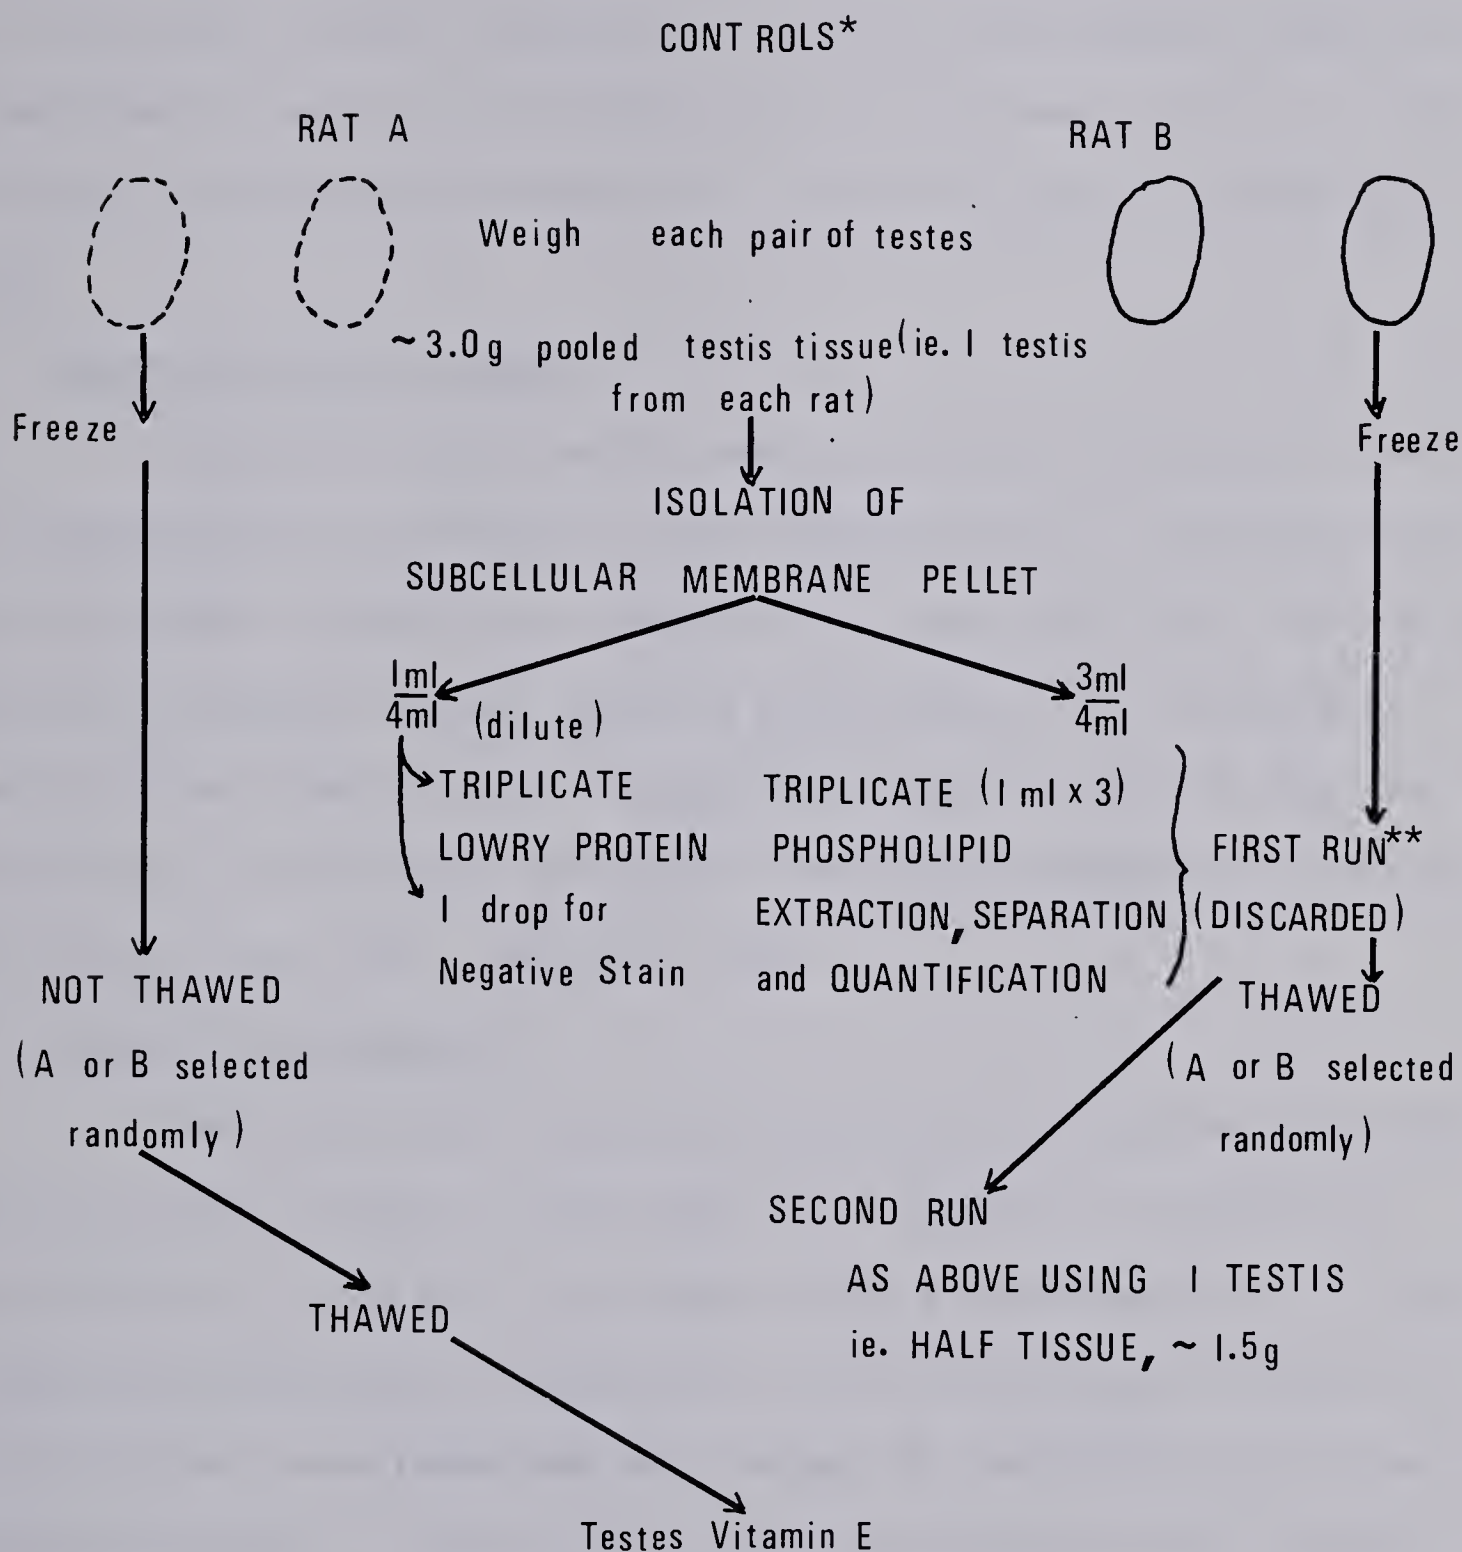 CONTROLS*
RAT A
RAT B
Weigh each pair of testes
~3.0g pooled testis tissue (ie. 1 testis
from each rat)
Freeze
Freeze
ISOLATION OF
SUBCELLULAR MEMBRANE PELLET
1ml
4ml
(dilute)
3ml
4ml
TRIPLICATE
LOWRY PROTEIN
1 drop for
Negative Stain
TRIPLICATE (1 ml x 3)
PHOSPHOLIPID
EXTRACTION, SEPARATION
and QUANTIFICATION
FIRST RUN**
(DISCARDED)
THAWED
(A or B selected
randomly)
NOT THAWED
(A or B selected
randomly)
SECOND RUN
AS ABOVE USING 1 TESTIS
ie. HALF TISSUE, ~ 1.5g
THAWED
Testes Vitamin E